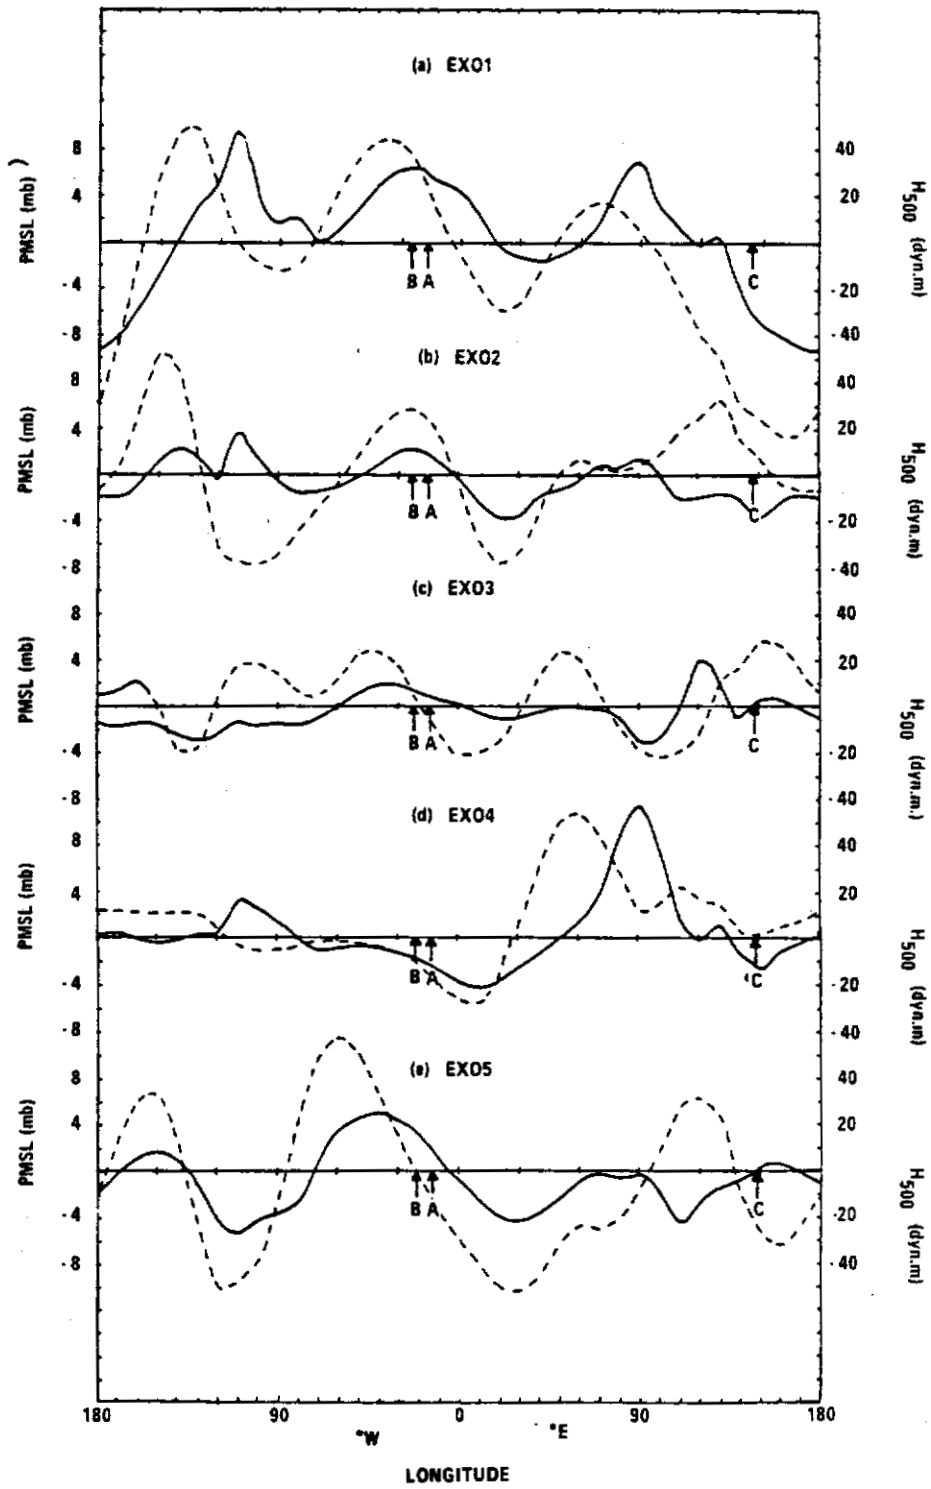 (a) EXO1
8
4
-4
-8
PMSL (mb)
)
40
20
-20
-40
H500 (dyn.m)
B A
C
(b) EXO2
8
4
-4
-8
PMSL (mb)
40
20
-20
-40
H500 (dyn.m)
B A
C
(c) EXO3
8
4
-4
-8
PMSL (mb)
40
20
-20
-40
H500 (dyn.m.)
B A
C
(d) EXO4
8
4
-4
-8
PMSL (mb)
20
-20
-40
H500 (dyn.m)
B A
C
(e) EXO5
8
4
-4
-8
PMSL (mb)
40
20
-20
-40
H500 (dyn.m)
B A
C
180 90 0 90 180
°W °E
LONGITUDE